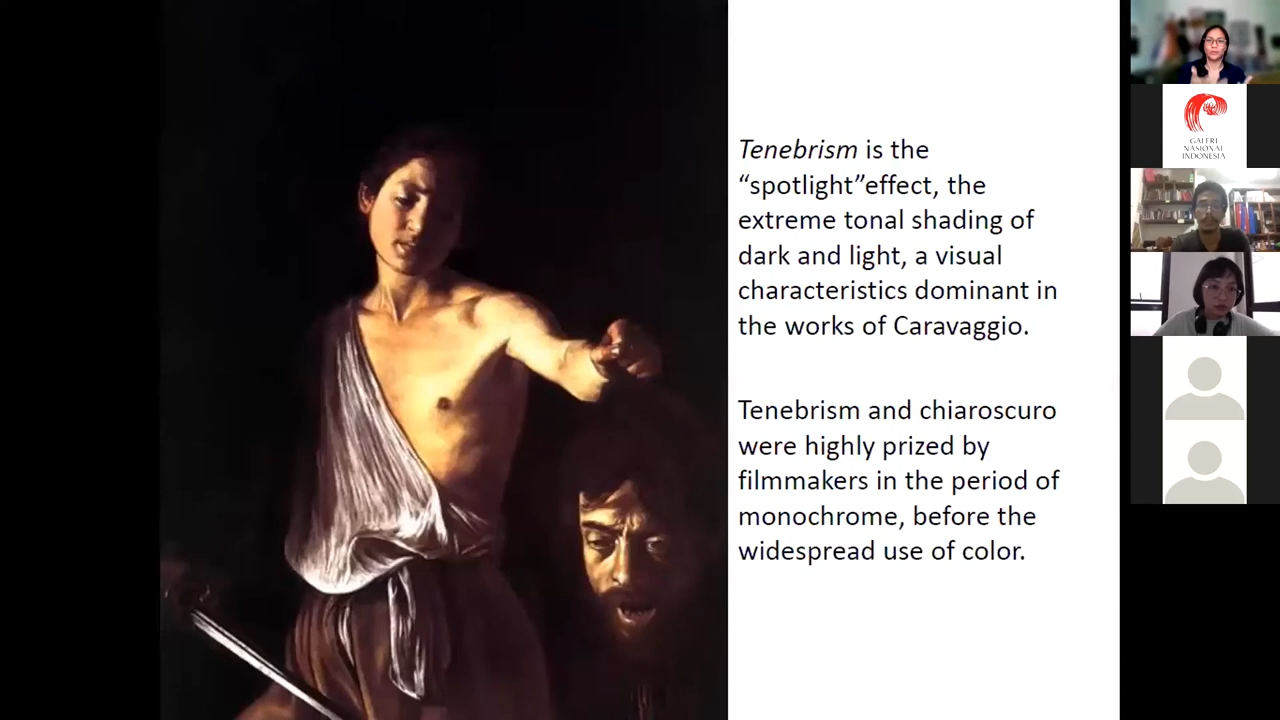 Tenebrism is the
“spotlight”effect, the
extreme tonal shading of
dark and light, a visual
characteristics dominant in
the works of Caravaggio.
Tenebrism and chiaroscuro
were highly prized by
filmmakers in the period of
monochrome, before the
widespread use of color.
GALERI
NASIONAL
INDONESIA